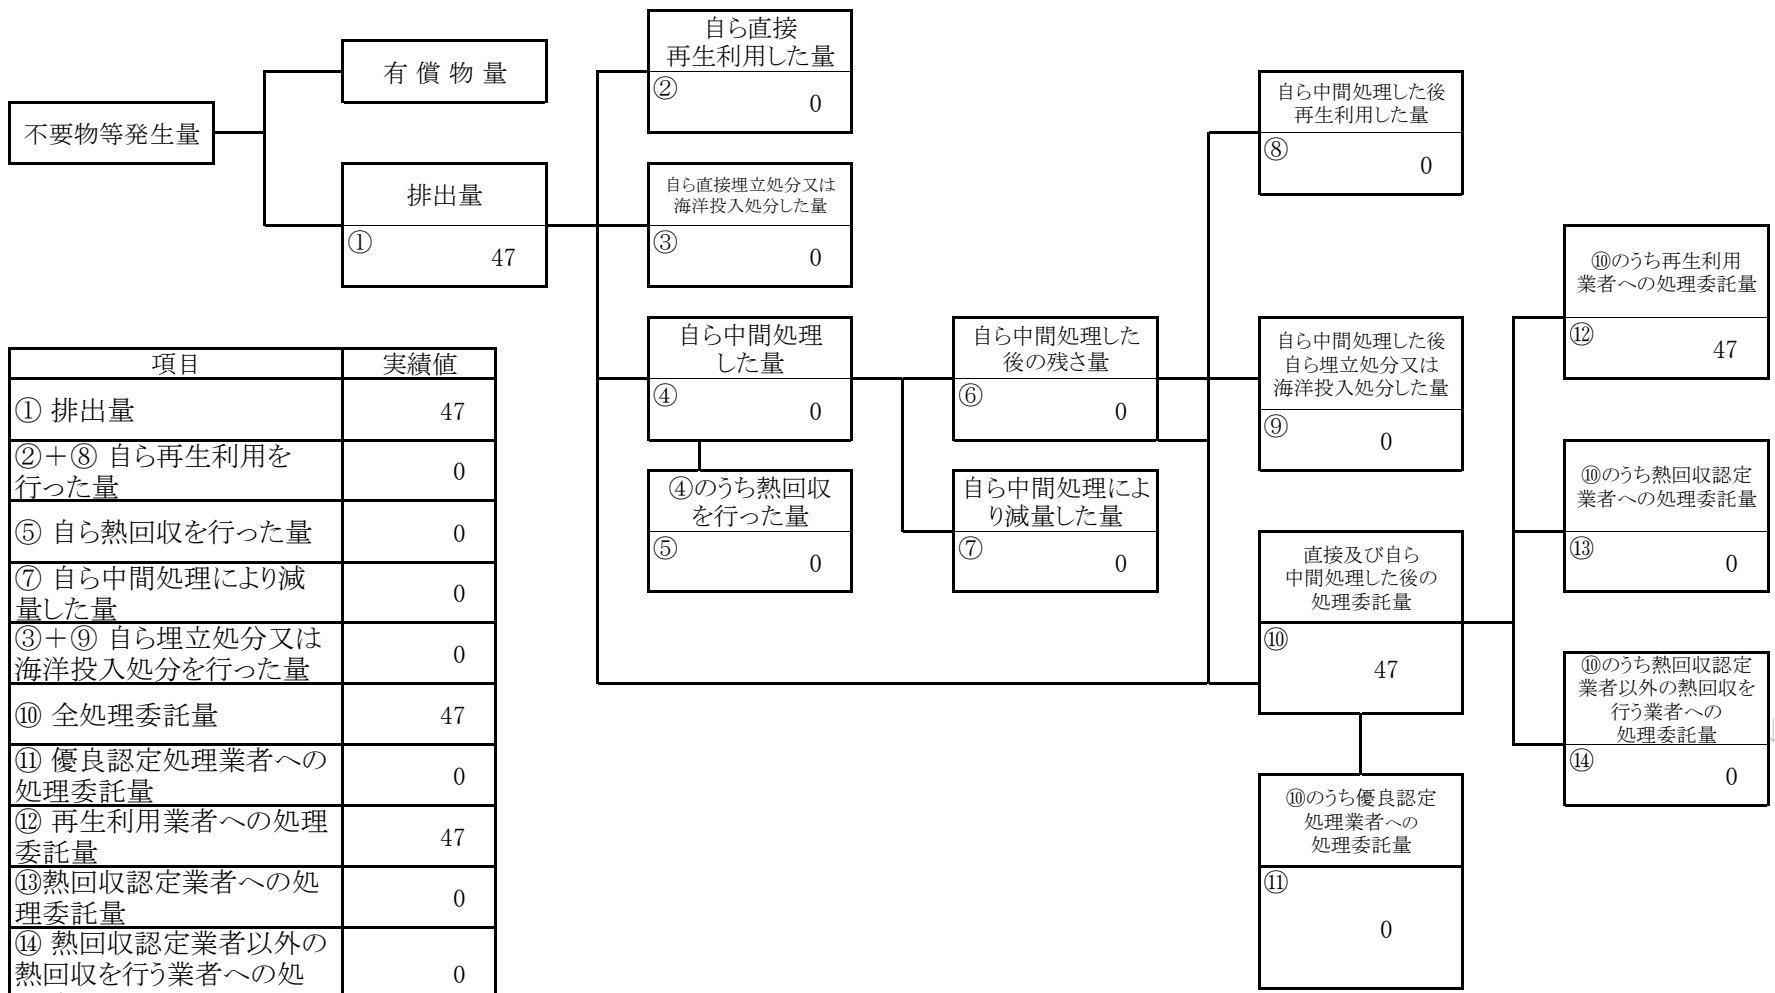 不要物等発生量
有 償 物 量
排出量
①
47
自ら直接
再生利用した量
②
0
自ら直接埋立処分又は
海洋投入処分した量
③
0
自ら中間処理
した量
④
0
④のうち熱回収
を行った量
⑤
0
自ら中間処理した
後の残さ量
⑥
0
自ら中間処理によ
り減量した量
⑦
0
自ら中間処理した後
再生利用した量
⑧
0
自ら中間処理した後
自ら埋立処分又は
海洋投入処分した量
⑨
0
直接及び自ら
中間処理した後の
処理委託量
⑩
47
⑩のうち優良認定
処理業者への
処理委託量
⑪
0
⑩のうち再生利用
業者への処理委託量
⑫
47
⑩のうち熱回収認定
業者への処理委託量
⑬
0
⑩のうち熱回収認定
業者以外の熱回収を
行う業者への
処理委託量
⑭
0
項目 実績値
① 排出量 47
②＋⑧ 自ら再生利用を
行った量 0
⑤ 自ら熱回収を行った量 0
⑦ 自ら中間処理により減
量した量 0
③＋⑨ 自ら埋立処分又は
海洋投入処分を行った量 0
⑩ 全処理委託量 47
⑪ 優良認定処理業者への
処理委託量 0
⑫ 再生利用業者への処理
委託量 47
⑬熱回収認定業者への処
理委託量 0
⑭ 熱回収認定業者以外の
熱回収を行う業者への処 0